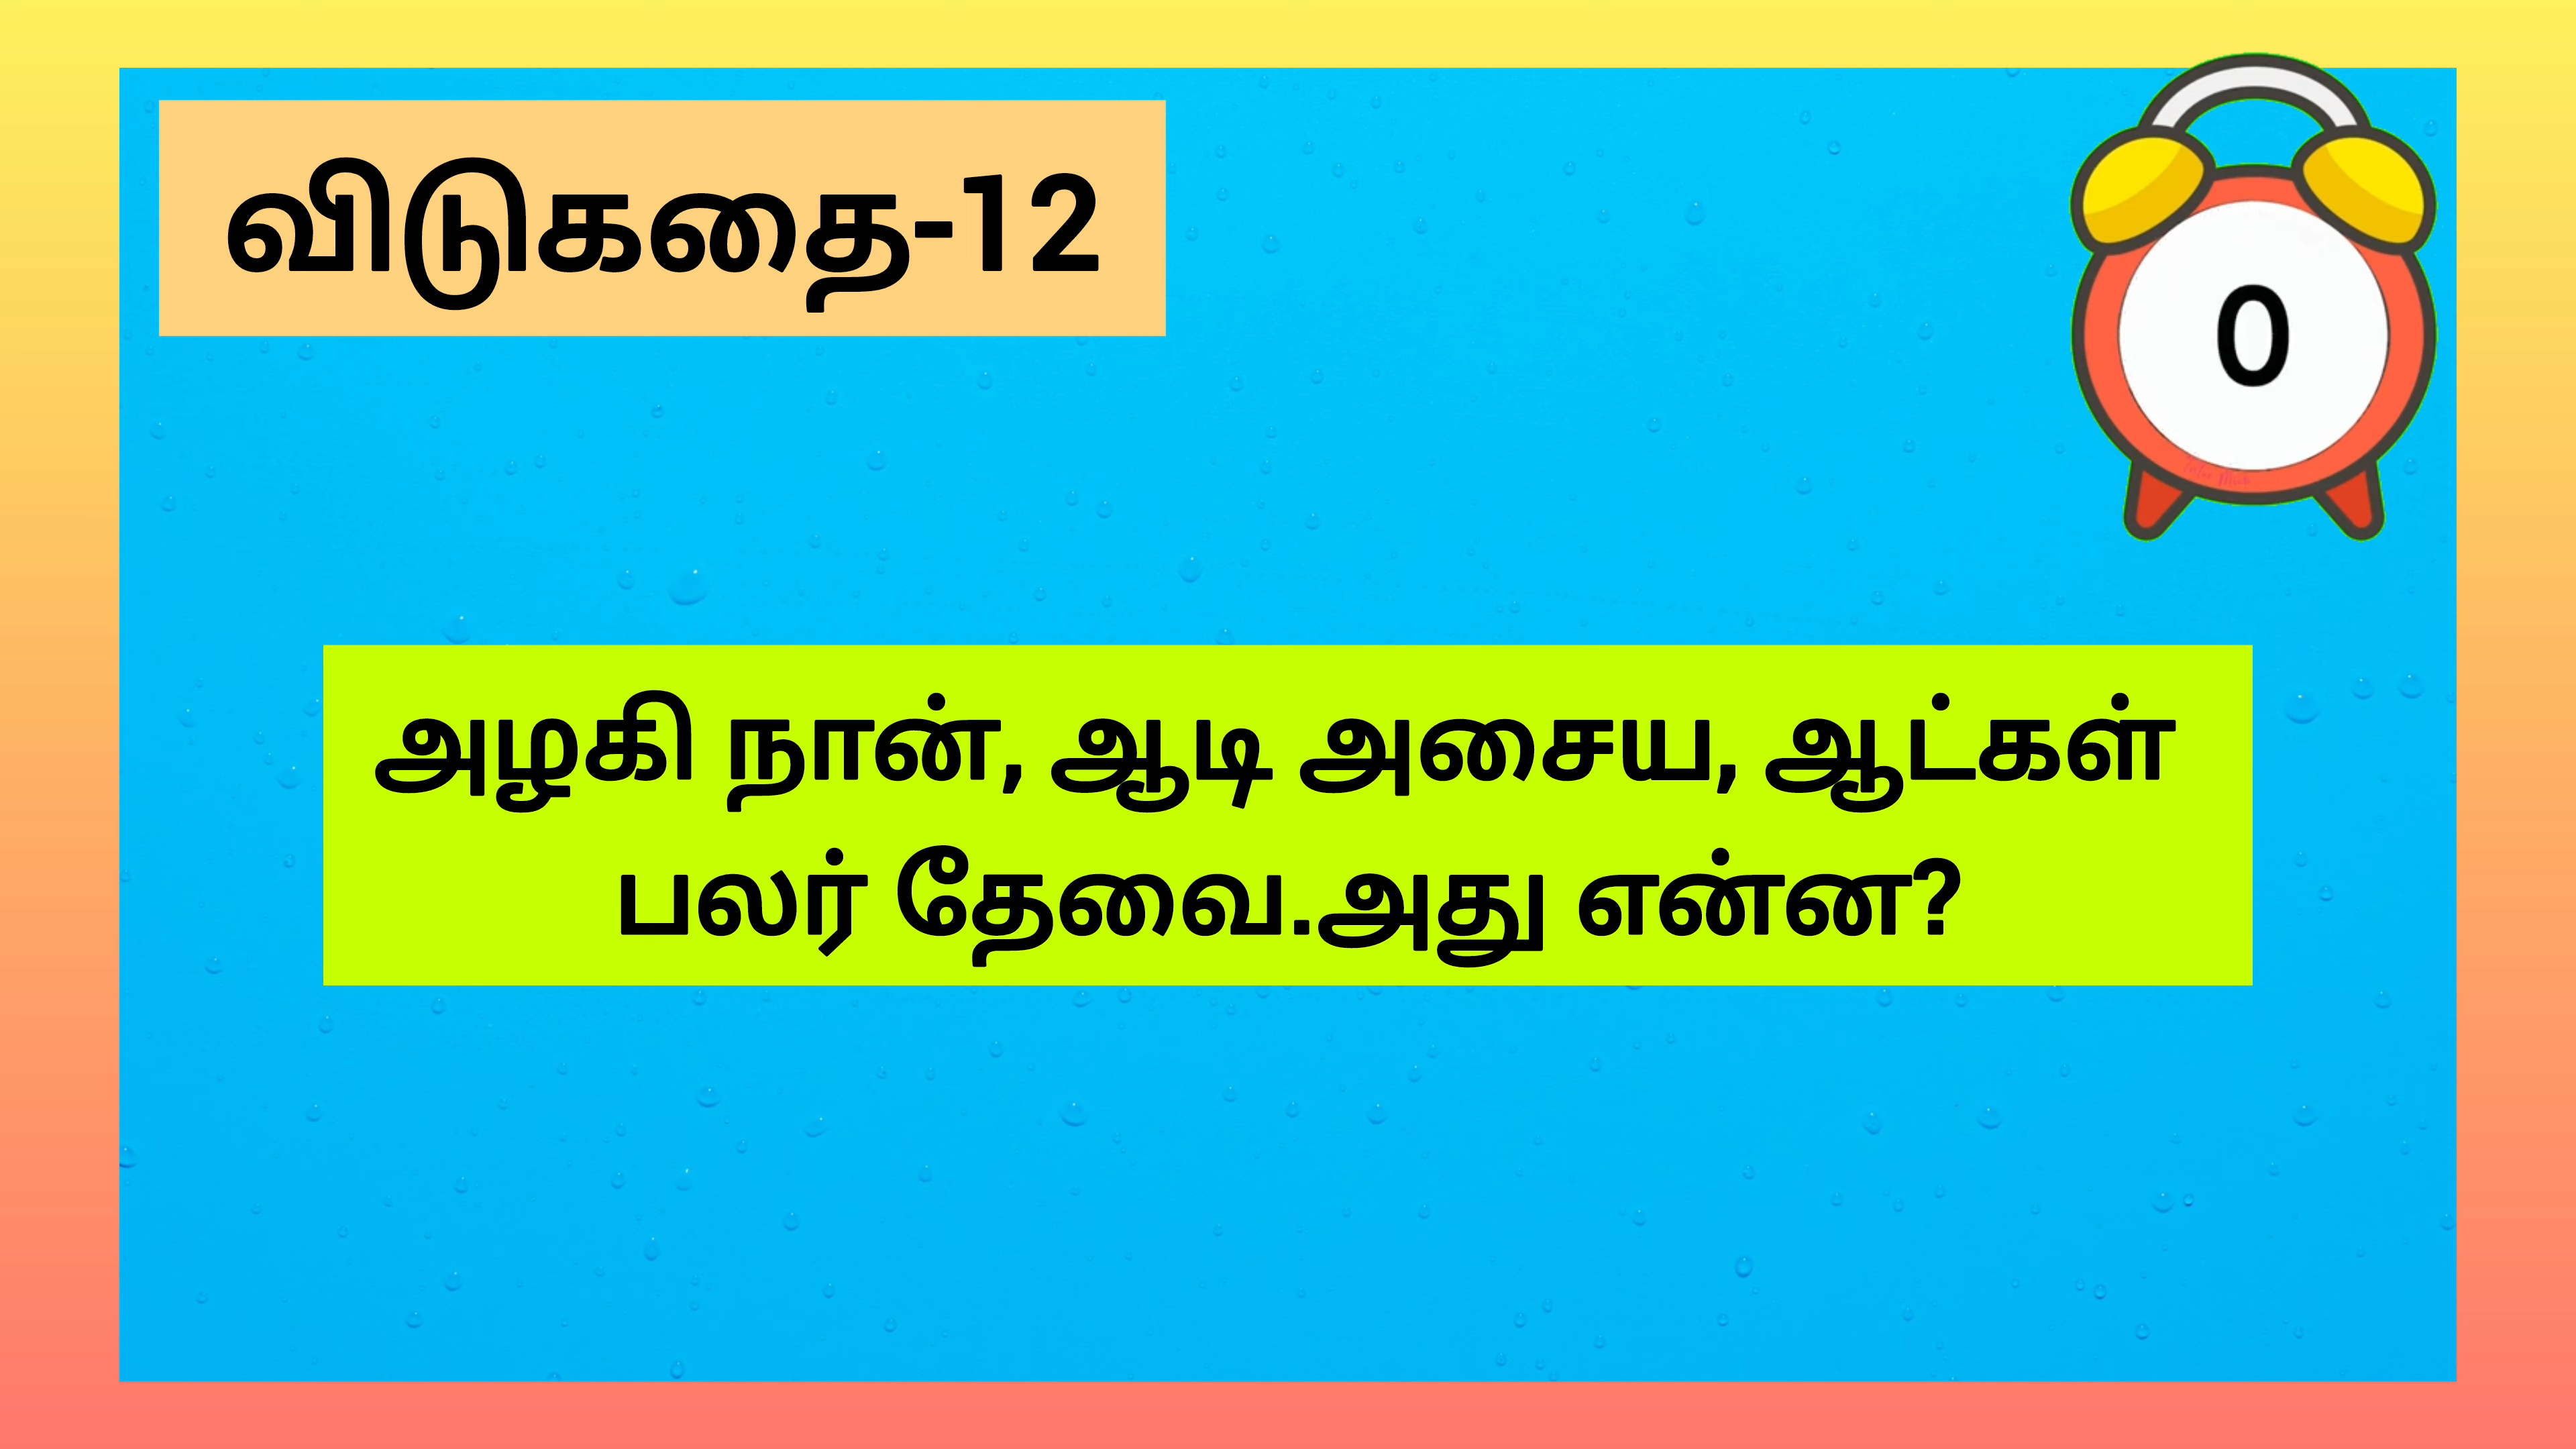 விடுகதை-12
0
அழகி நான், ஆடி அசைய, ஆட்கள்
பலர் தேவை.அது என்ன?